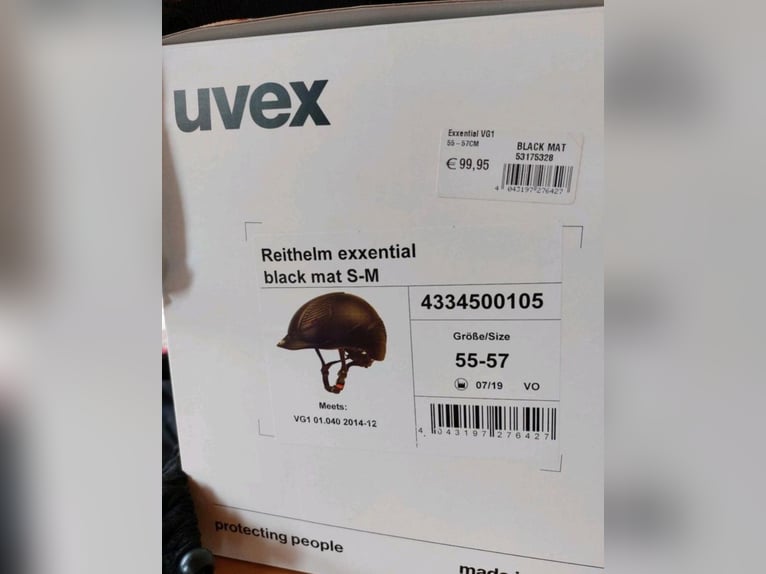 uvex
Exxential VG1
55 - 57CM
BLACK MAT
53175328
€ 99,95
4 043197 276427
Reithelm exxential
black mat S-M
4334500105
Größe/Size
55-57
07/19 VO
Meets:
VG1 01.040 2014-12
4 043197 276427
protecting people
made